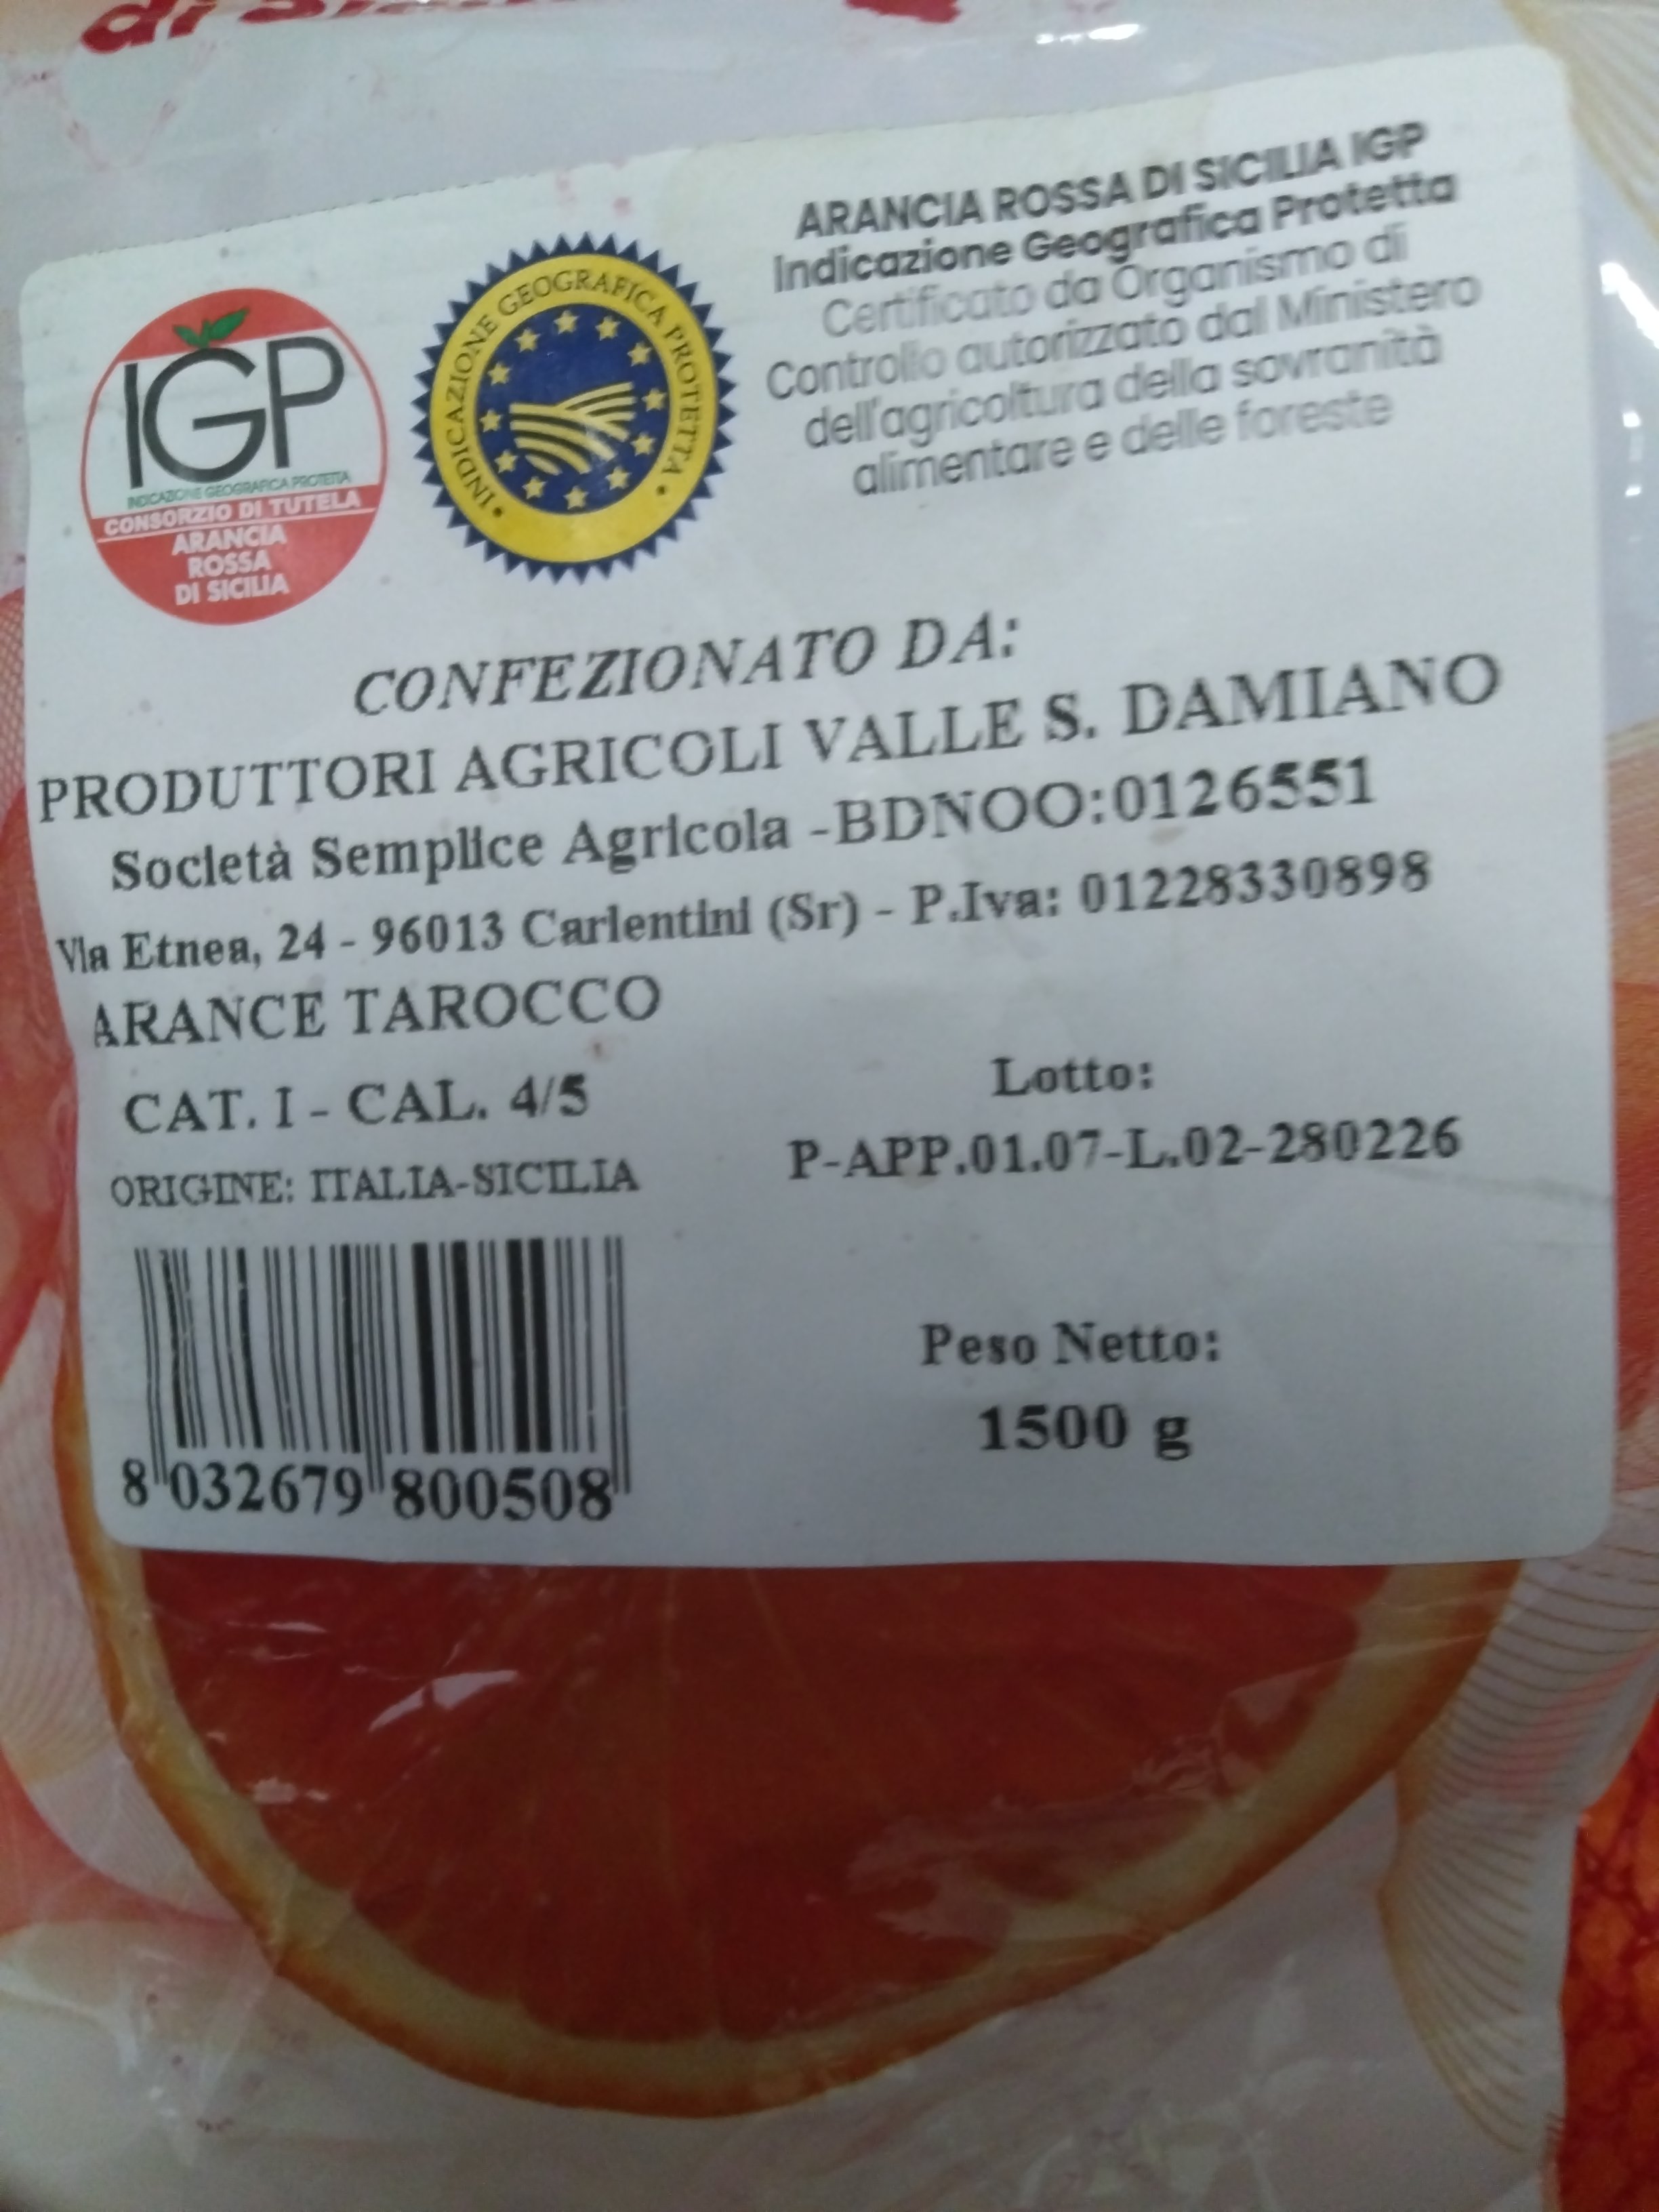 ARANCIA ROSSA DI SICILIA IGP
Indicazione Geografica Protetta
Certificato da Organismo di
Controllo autorizzato dal Ministero
dell'agricoltura della sovranità
alimentare e delle foreste
IGP
INDICAZIONE GEOGRAFICA PROTETTA
CONSORZIO DI TUTELA
ARANCIA
ROSSA
DI SICILIA
• INDICAZIONE GEOGRAFICA PROTETTA •
CONFEZIONATO DA:
PRODUTTORI AGRICOLI VALLE S. DAMIANO
Società Semplice Agricola -BDNOO:0126551
Via Etnea, 24 - 96013 Carlentini (Sr) - P.Iva: 01228330898
ARANCE TAROCCO
CAT. I - CAL. 4/5
ORIGINE: ITALIA-SICILIA
Lotto:
P-APP.01.07-L.02-280226
Peso Netto:
1500 g
8 032679 800508